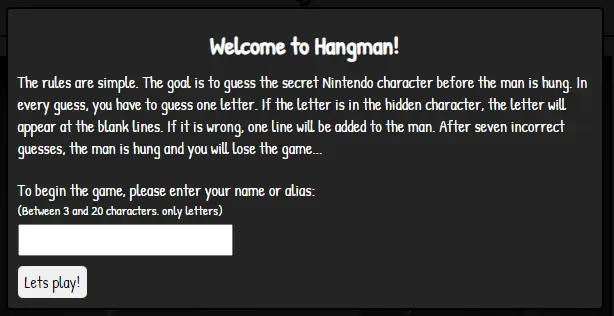 Welcome to Hangman!
The rules are simple. The goal is to guess the secret Nintendo character before the man is hung. In
every guess, you have to guess one letter. If the letter is in the hidden character, the letter will
appear at the blank lines. If it is wrong, one line will be added to the man. After seven incorrect
guesses, the man is hung and you will lose the game...
To begin the game, please enter your name or alias:
(Between 3 and 20 characters. only letters)
Lets play!